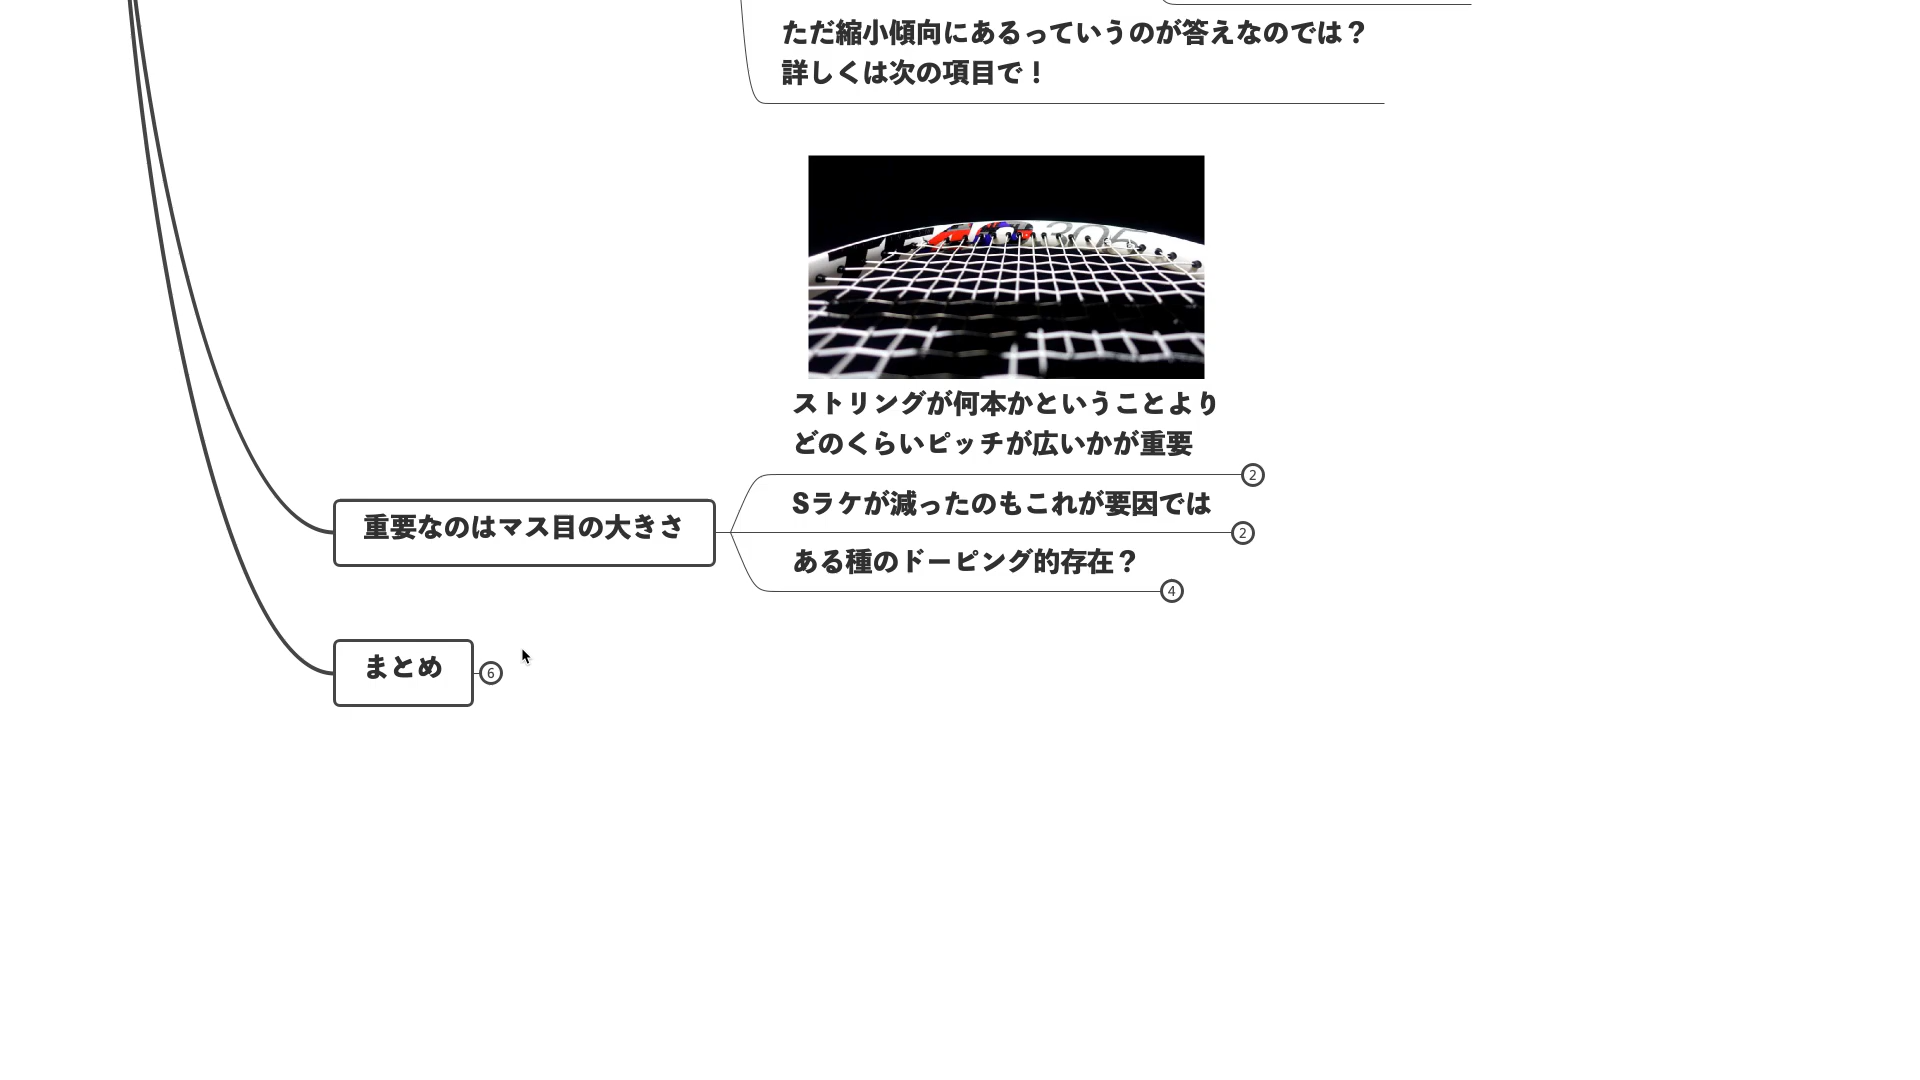 ただ縮小傾向にあるっていうのが答えなのでは？
詳しくは次の項目で！
305
ストリングが何本かということより
どのくらいピッチが広いかが重要
2
Sラケが減ったのもこれが要因では
2
重要なのはマス目の大きさ
ある種のドーピング的存在？
4
まとめ
6